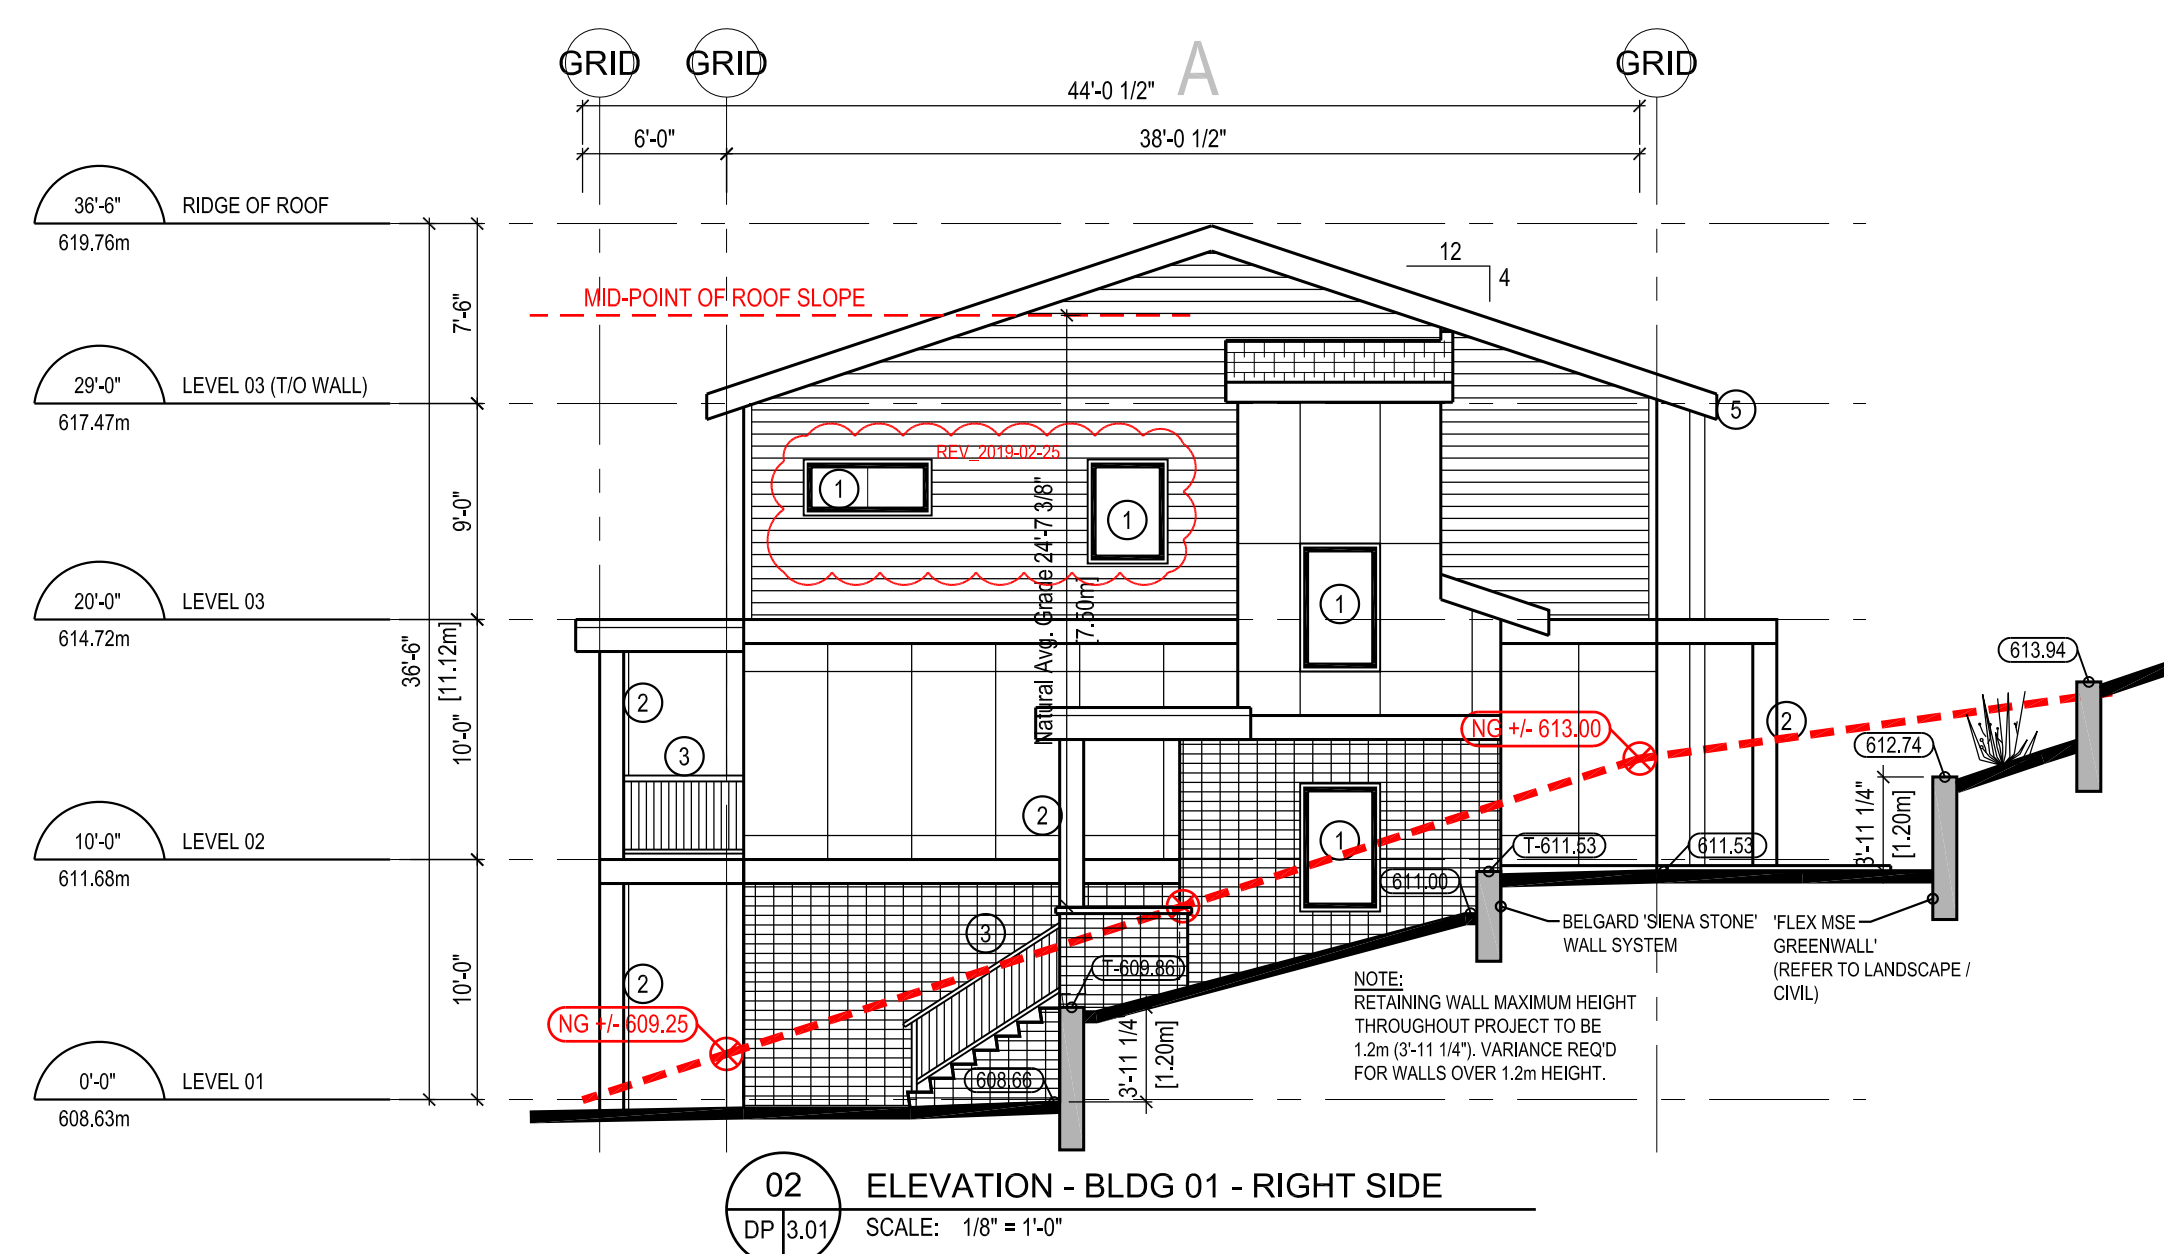 GRID GRID GRID
A
44'-0 1/2"
6'-0" 38'-0 1/2"
36'-6" RIDGE OF ROOF
619.76m
12
4
MID-POINT OF ROOF SLOPE
7'-6"
29'-0" LEVEL 03 (T/O WALL)
617.47m
5
REV_2019-02-25
1
1
9'-0"
Natural Avg. Grade 24'-7 3/8"
[7.50m]
1
20'-0" LEVEL 03
614.72m
36'-6"
[11.12m]
10'-0"
613.94
2
3
NG +/- 613.00
2
612.74
2
3'-11 1/4"
[1.20m]
10'-0" LEVEL 02
611.68m
1
T-611.53
611.53
611.00
BELGARD 'SIENA STONE'
WALL SYSTEM
'FLEX MSE
GREENWALL'
(REFER TO LANDSCAPE /
CIVIL)
3
T-609.86
10'-0"
2
NG +/- 609.25
NOTE:
RETAINING WALL MAXIMUM HEIGHT
THROUGHOUT PROJECT TO BE
1.2m (3'-11 1/4"). VARIANCE REQ'D
FOR WALLS OVER 1.2m HEIGHT.
3'-11 1/4"
[1.20m]
608.66
0'-0" LEVEL 01
608.63m
02 ELEVATION - BLDG 01 - RIGHT SIDE
DP 3.01 SCALE: 1/8" = 1'-0"